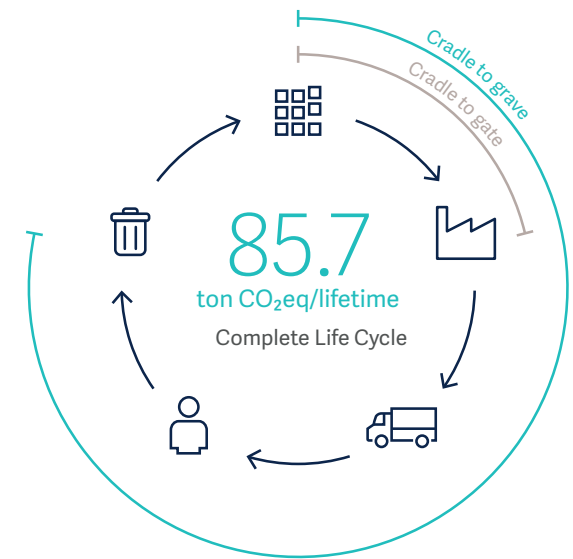 Cradle to grave
Cradle to gate
85.7
ton CO₂eq/lifetime
Complete Life Cycle